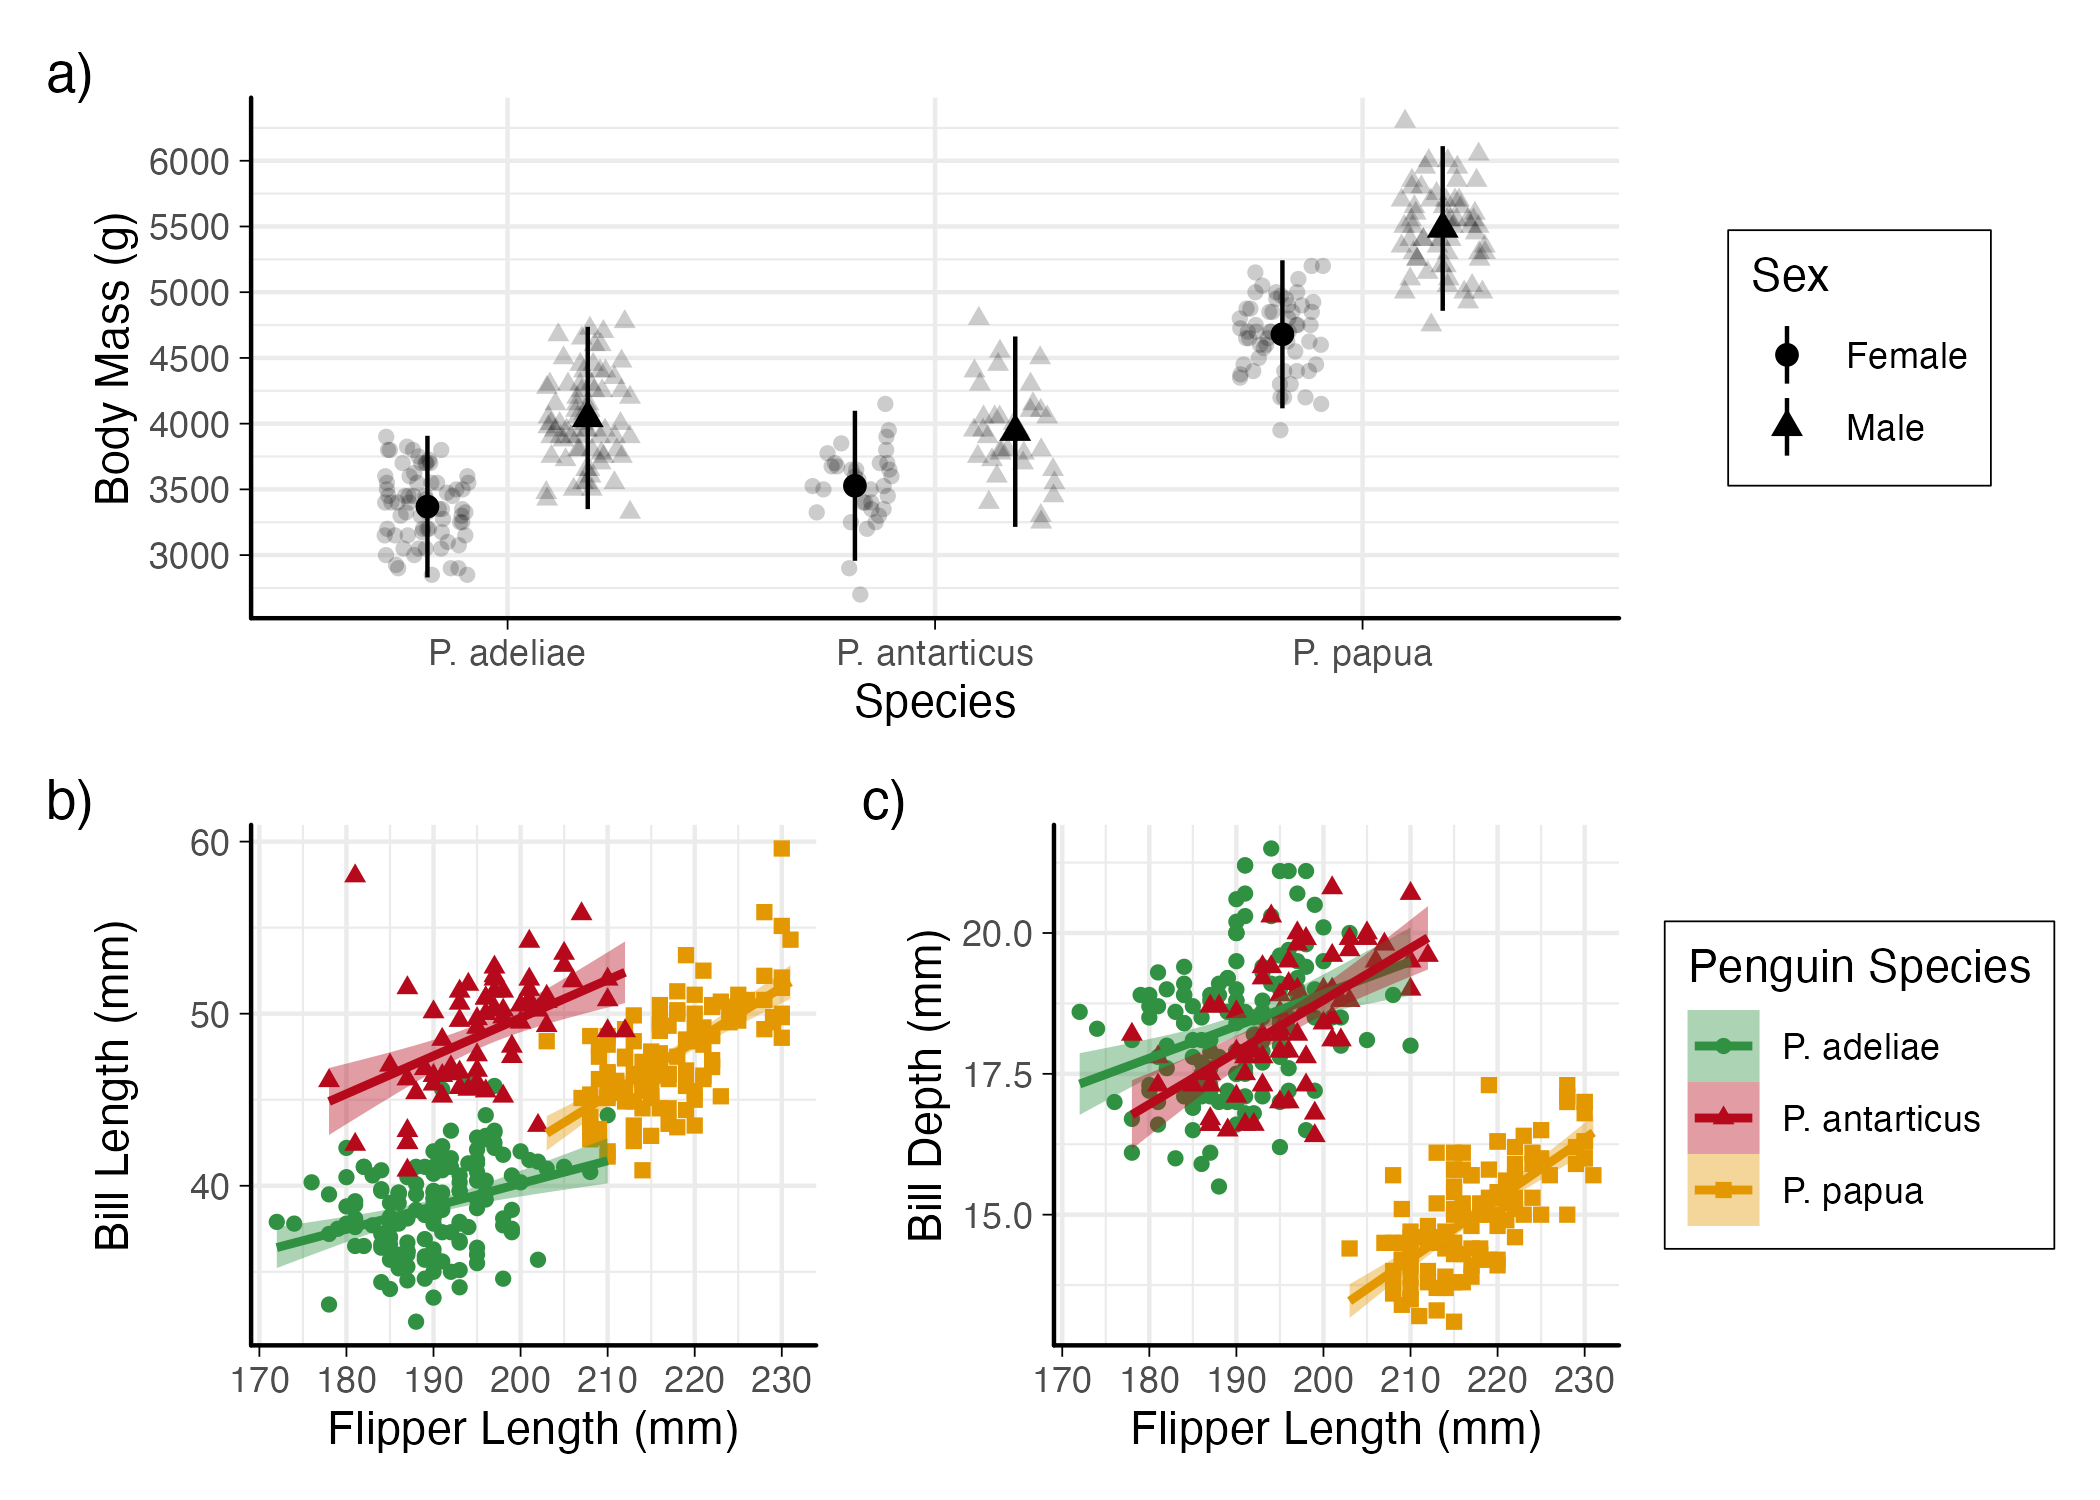 a)
6000
5500
5000
4500
4000
3500
3000
Body Mass (g)
P. adeliae
P. antarticus
P. papua
Species
Sex
Female
Male
b)
60
50
40
Bill Length (mm)
170 180 190 200 210 220 230
Flipper Length (mm)
c)
20.0
17.5
15.0
Bill Depth (mm)
170 180 190 200 210 220 230
Flipper Length (mm)
Penguin Species
P. adeliae
P. antarticus
P. papua